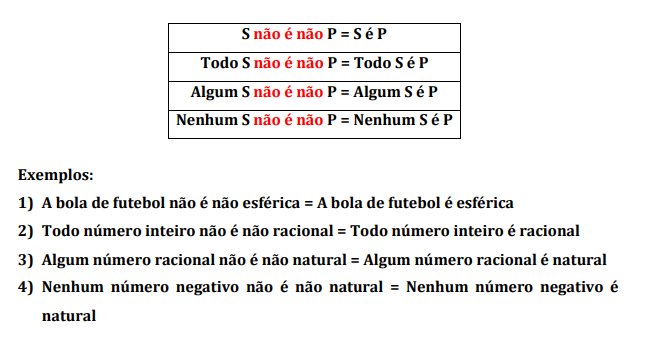 S não é não P = S é P
Todo S não é não P = Todo S é P
Algum S não é não P = Algum S é P
Nenhum S não é não P = Nenhum S é P
Exemplos:
1) A bola de futebol não é não esférica = A bola de futebol é esférica
2) Todo número inteiro não é não racional = Todo número inteiro é racional
3) Algum número racional não é não natural = Algum número racional é natural
4) Nenhum número negativo não é não natural = Nenhum número negativo é
natural